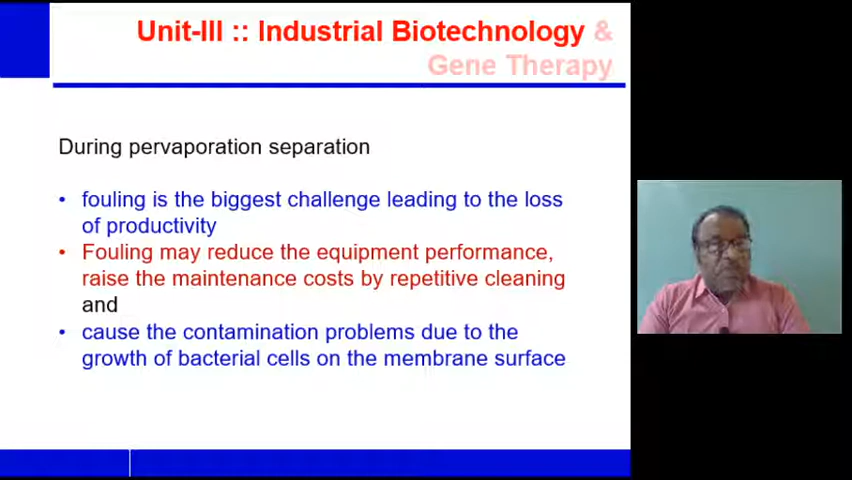 Unit-III :: Industrial Biotechnology &
Gene Therapy
During pervaporation separation
• fouling is the biggest challenge leading to the loss
of productivity
• Fouling may reduce the equipment performance,
raise the maintenance costs by repetitive cleaning
and
• cause the contamination problems due to the
growth of bacterial cells on the membrane surface